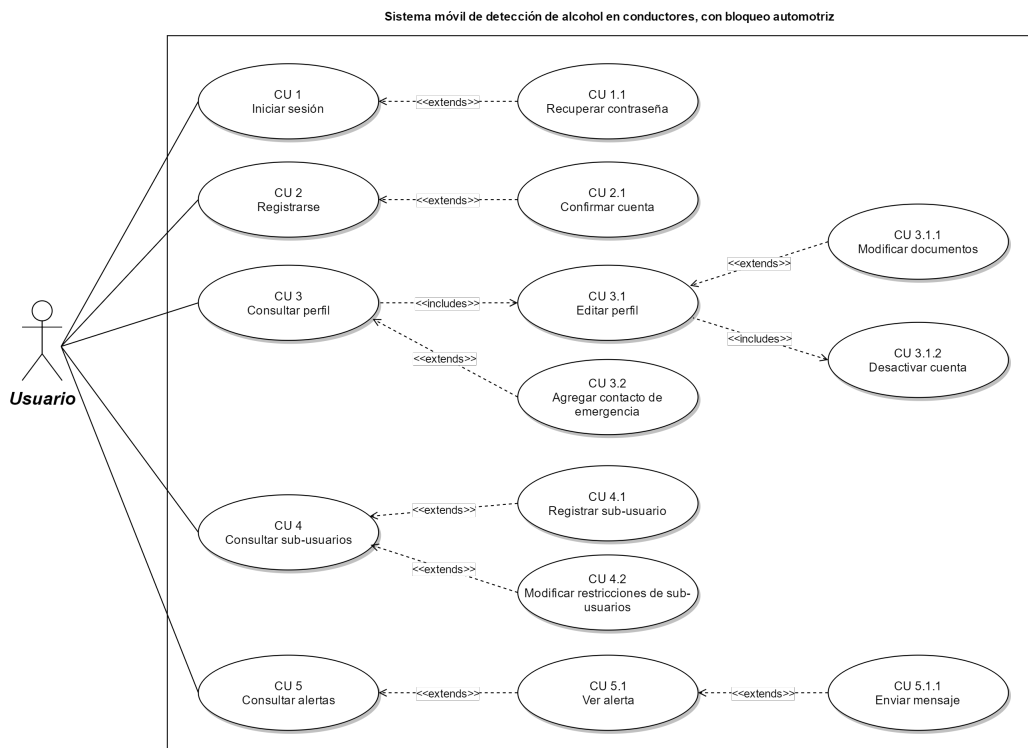 Sistema móvil de detección de alcohol en conductores, con bloqueo automotriz
CU 1
Iniciar sesión
<<extends>>
CU 1.1
Recuperar contraseña
CU 2
Registrarse
<<extends>>
CU 2.1
Confirmar cuenta
CU 3.1.1
Modificar documentos
<<extends>>
CU 3
Consultar perfil
<<includes>>
CU 3.1
Editar perfil
<<includes>>
CU 3.1.2
Desactivar cuenta
<<extends>>
CU 3.2
Agregar contacto de
emergencia
Usuario
CU 4
Consultar sub-usuarios
<<extends>>
CU 4.1
Registrar sub-usuario
<<extends>>
CU 4.2
Modificar restricciones de sub-
usuarios
CU 5
Consultar alertas
<<extends>>
CU 5.1
Ver alerta
<<extends>>
CU 5.1.1
Enviar mensaje